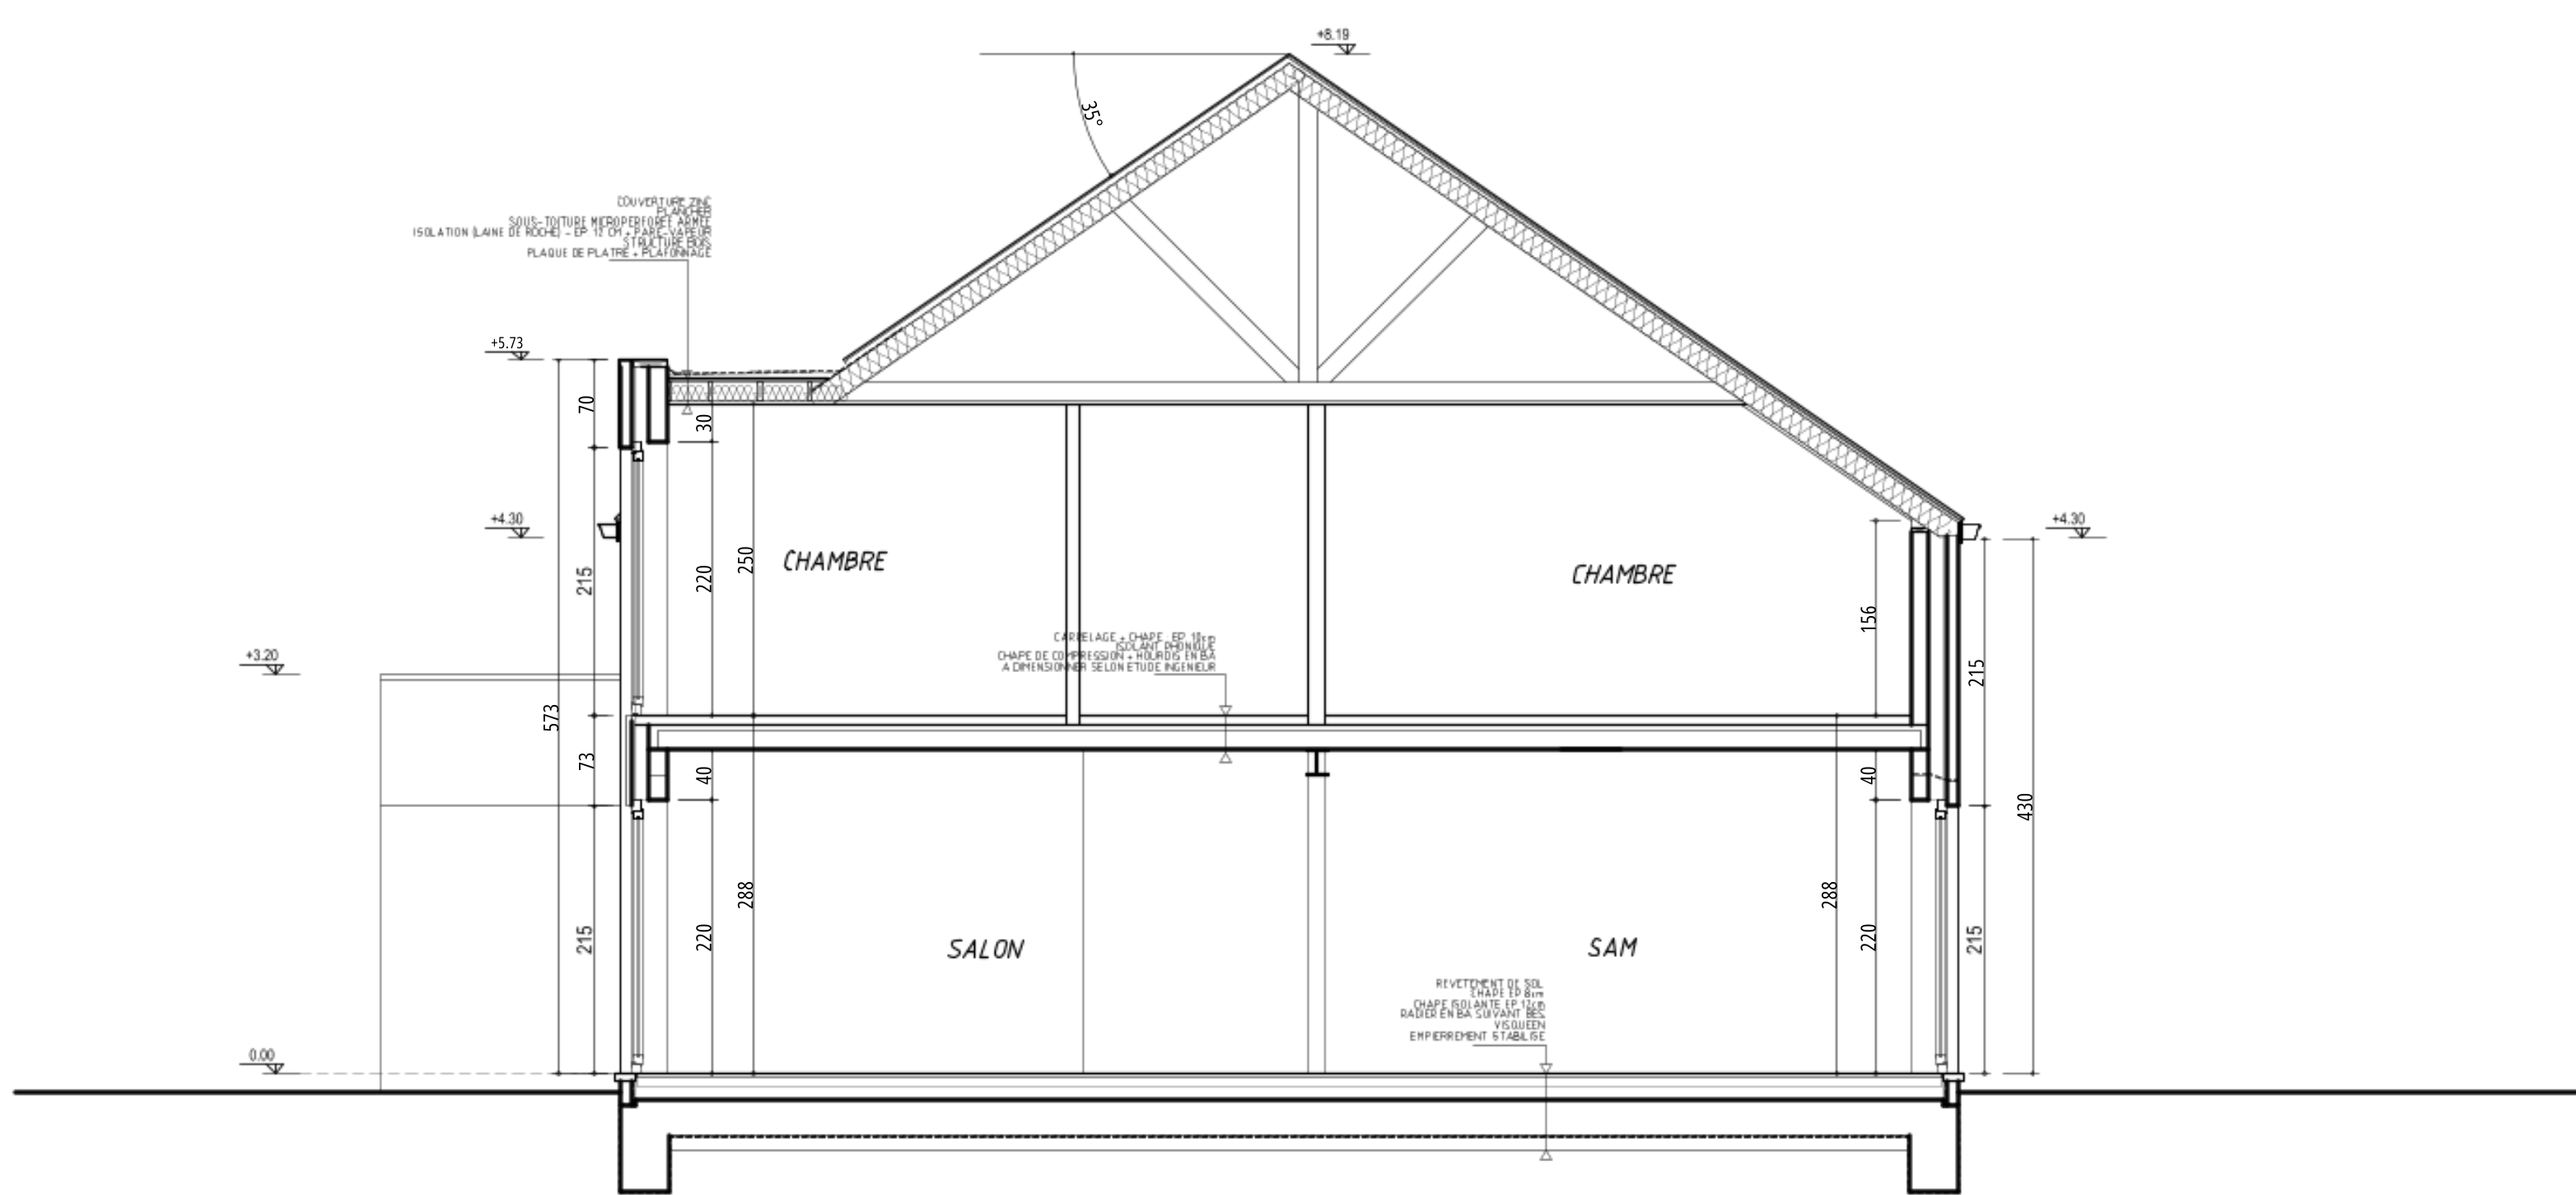 +8.19
35°
COUVERTURE ZINC
PLANCHER
SOUS-TOITURE MICROPERFOREE ARMEE
ISOLATION (LAINE DE ROCHE) - EP 12 CM + PARE-VAPEUR
STRUCTURE BOIS
PLAQUE DE PLATRE + PLAFONNAGE
+5.73
70
30
+4.30
+4.30
215
220
250
CHAMBRE
CHAMBRE
156
215
CARRELAGE + CHAPE EP 10cm
ISOLANT PHONIQUE
CHAPE DE COMPRESSION + HOURDIS EN BA
A DIMENSIONNER SELON ETUDE INGENIEUR
+3.20
573
73
40
40
430
288
288
215
220
220
215
SALON
SAM
REVETEMENT DE SOL
CHAPE EP 8cm
CHAPE ISOLANTE EP 12cm
RADIER EN BA SUIVANT BES
VISQUEEN
EMPIERREMENT STABILISE
0.00